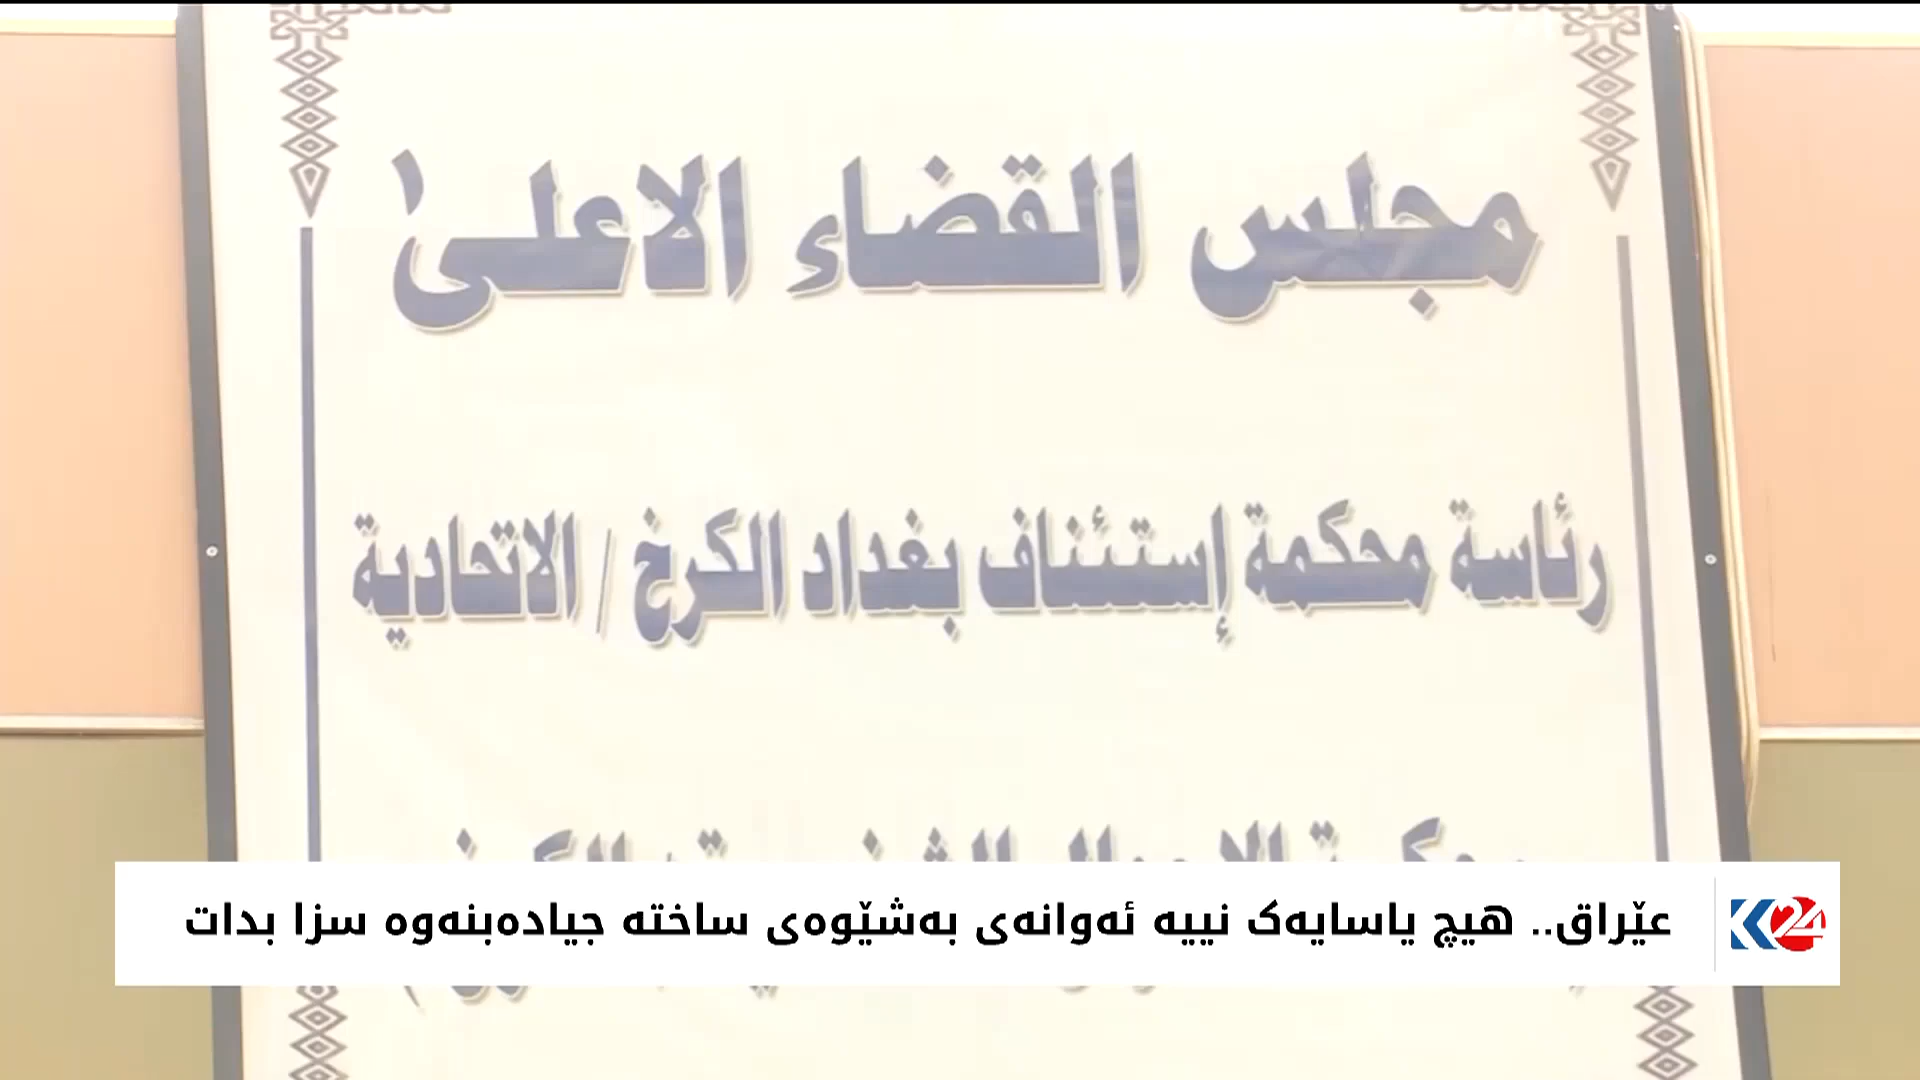 مجلس القضاء الاعلى
رئاسة محكمة إستئناف بغداد الكرخ / الاتحادية
عێراق.. هیچ یاسایەک نییە ئەوانەی بەشێوەی ساختە جیادەبنەوە سزا بدات
K24